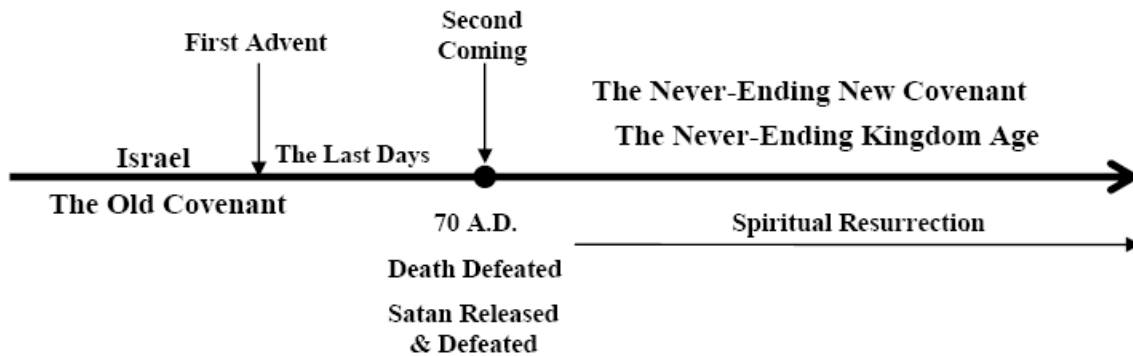 First Advent
Second
Coming
The Never-Ending New Covenant
The Never-Ending Kingdom Age
Israel
The Last Days
The Old Covenant
70 A.D.
Death Defeated
Satan Released
& Defeated
Spiritual Resurrection